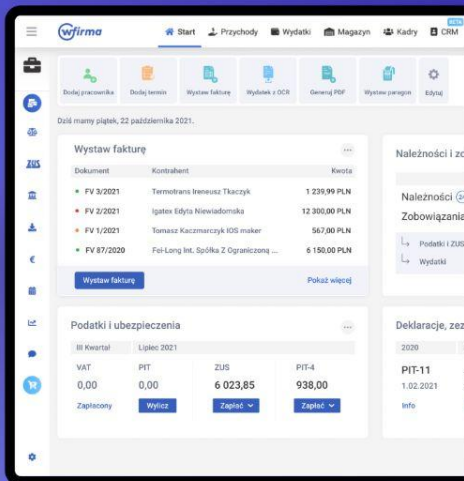 wfirma
Start Przychody Wydatki Magazyn Kadry CRM BETA
Dodaj pracownika Dodaj termin Wystaw fakturę Wydatek z OCR Generuj PDF Wystaw paragon Edytuj
Dziś mamy piątek, 22 października 2021.
ZUS
Wystaw fakturę
Dokument Kontrahent Kwota
FV 3/2021 Termotrans Ireneusz Tkaczyk 1 239,99 PLN
FV 2/2021 Igatex Edyta Niewiadomska 12 300,00 PLN
FV 1/2021 Tomasz Kaczmarczyk IOS maker 567,00 PLN
FV 87/2020 Fei-Long Int. Spółka Z Ograniczoną ... 6 150,00 PLN
Wystaw fakturę Pokaż więcej
Należności i zo
Należności
Zobowiązania
Podatki i ZUS
Wydatki
Podatki i ubezpieczenia
III Kwartał Lipiec 2021
VAT PIT ZUS PIT-4
0,00 0,00 6 023,85 938,00
Zapłacony Wylicz Zapłać Zapłać
Deklaracje, zez
2020
PIT-11
1.02.2021
Info